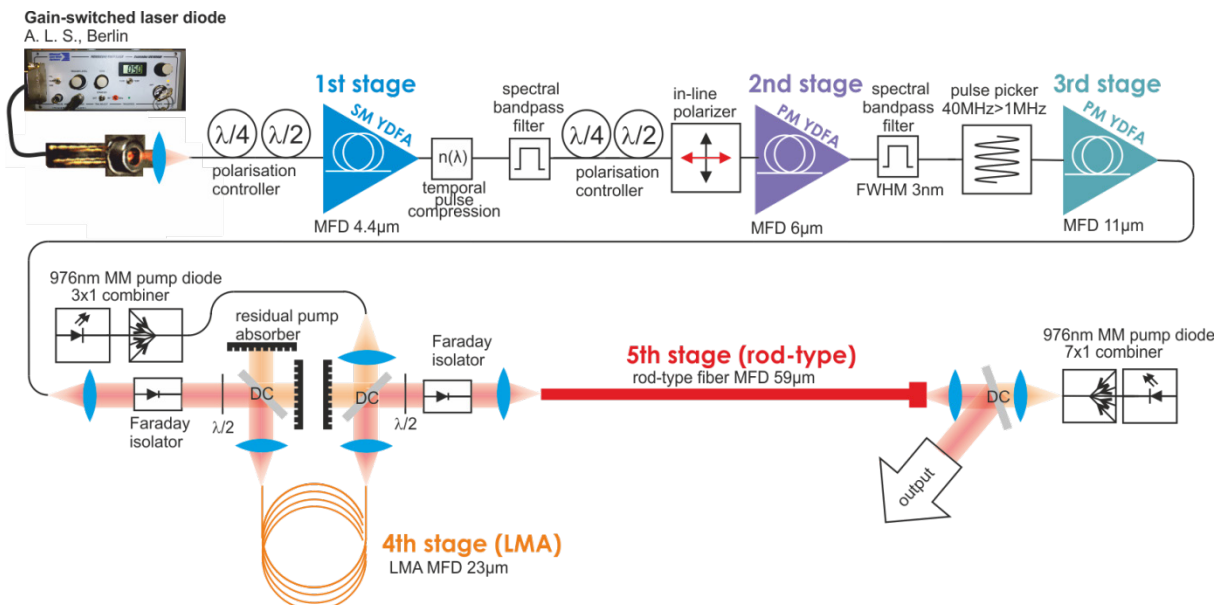 Gain-switched laser diode
A. L. S., Berlin
050
λ/4
λ/2
polarisation
controller
1st stage
SM YDFA
MFD 4.4µm
n(λ)
temporal
pulse
compression
spectral
bandpass
filter
λ/4
λ/2
polarisation
controller
in-line
polarizer
2nd stage
PM YDFA
MFD 6µm
spectral
bandpass
filter
FWHM 3nm
pulse picker
40MHz>1MHz
3rd stage
PM YDFA
MFD 11µm
976nm MM pump diode
3x1 combiner
residual pump
absorber
Faraday
isolator
λ/2
DC
DC
λ/2
Faraday
isolator
4th stage (LMA)
LMA MFD 23µm
5th stage (rod-type)
rod-type fiber MFD 59µm
DC
976nm MM pump diode
7x1 combiner
output